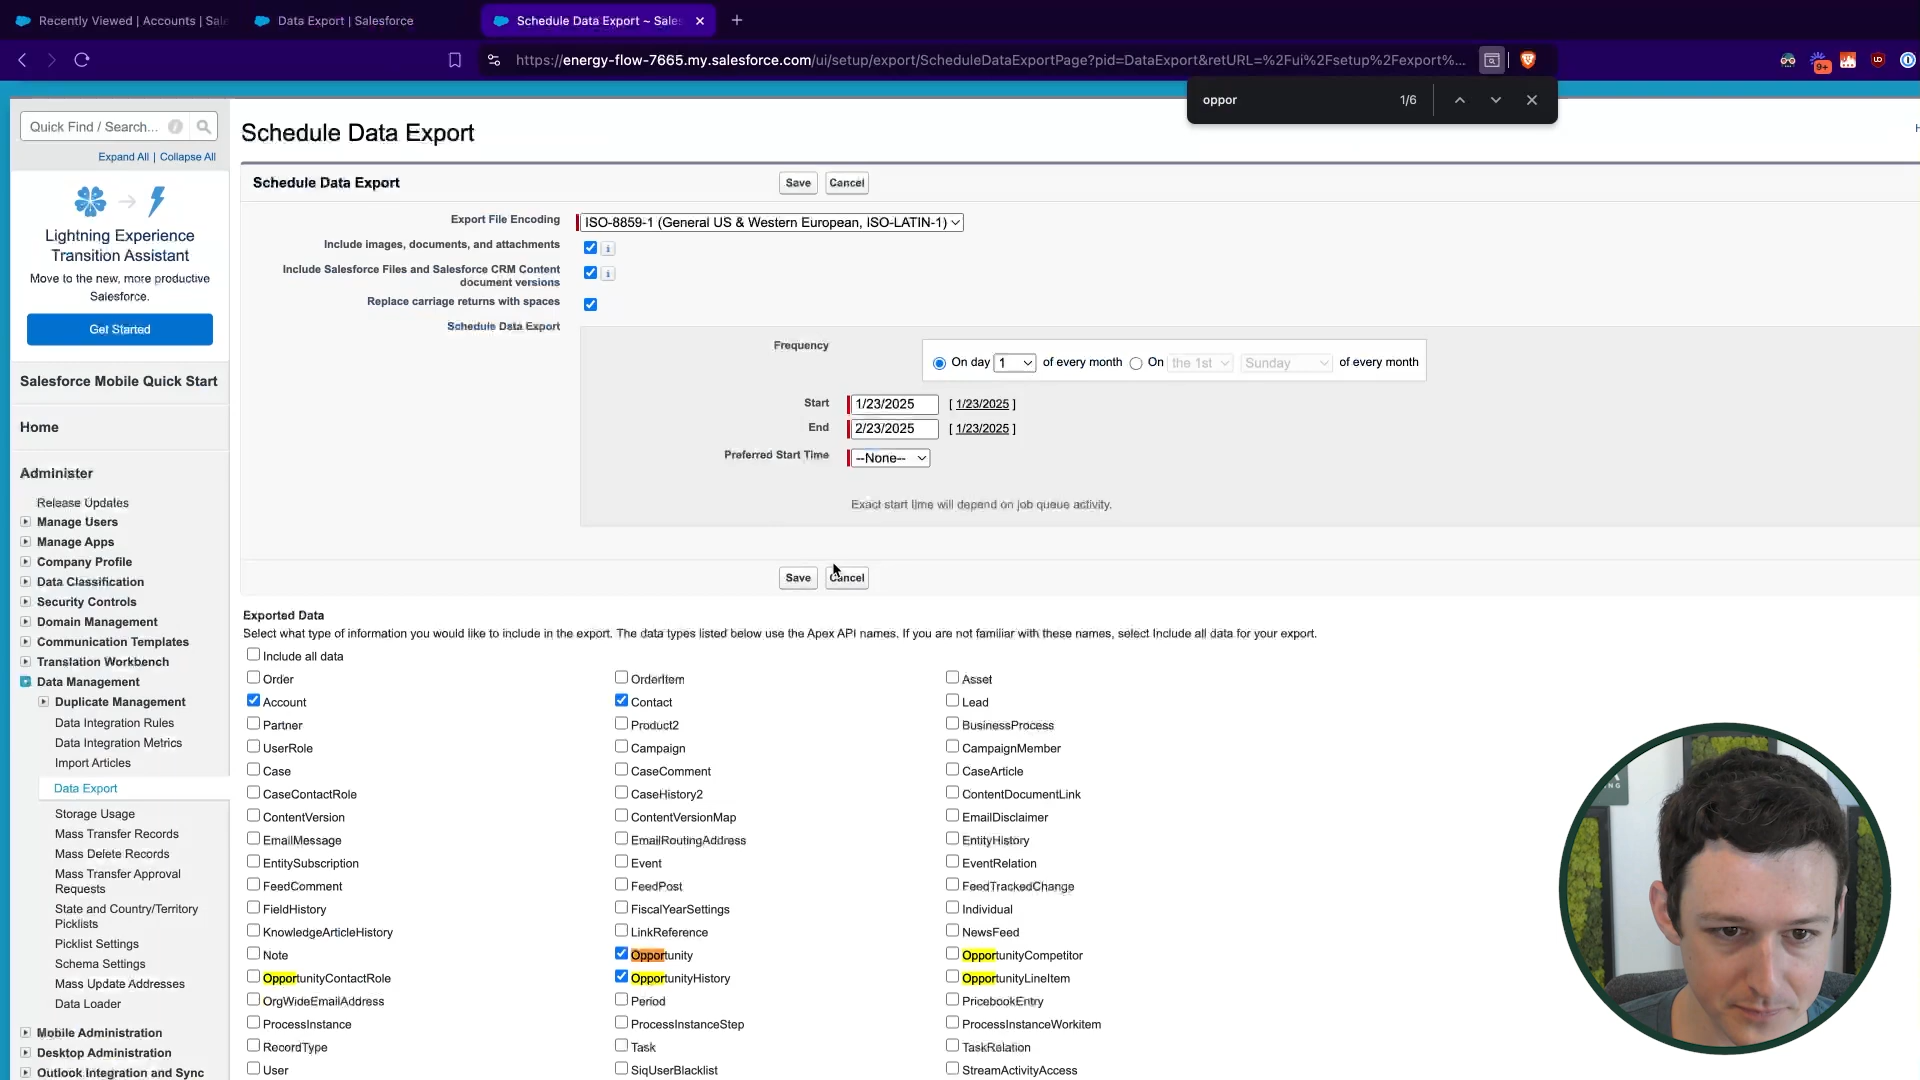 Recently Viewed | Accounts | Sale
Data Export | Salesforce
Schedule Data Export ~ Sales
https://energy-flow-7665.my.salesforce.com/ui/setup/export/ScheduleDataExportPage?pid=DataExport&retURL=%2Fui%2Fsetup%2Fexport%...
9+
oppor
1/6
Quick Find / Search...
Expand All | Collapse All
Lightning Experience
Transition Assistant
Move to the new, more productive
Salesforce.
Get Started
Salesforce Mobile Quick Start
Home
Administer
Release Updates
Manage Users
Manage Apps
Company Profile
Data Classification
Security Controls
Domain Management
Communication Templates
Translation Workbench
Data Management
Duplicate Management
Data Integration Rules
Data Integration Metrics
Import Articles
Data Export
Storage Usage
Mass Transfer Records
Mass Delete Records
Mass Transfer Approval
Requests
State and Country/Territory
Picklists
Picklist Settings
Schema Settings
Mass Update Addresses
Data Loader
Mobile Administration
Desktop Administration
Outlook Integration and Sync
Schedule Data Export
Schedule Data Export
Save
Cancel
Export File Encoding
ISO-8859-1 (General US & Western European, ISO-LATIN-1)
Include images, documents, and attachments
Include Salesforce Files and Salesforce CRM Content
document versions
Replace carriage returns with spaces
Schedule Data Export
Frequency
On day 1 of every month On the 1st Sunday of every month
Start 1/23/2025 [ 1/23/2025 ]
End 2/23/2025 [ 1/23/2025 ]
Preferred Start Time --None--
Exact start time will depend on job queue activity.
Save
Cancel
Exported Data
Select what type of information you would like to include in the export. The data types listed below use the Apex API names. If you are not familiar with these names, select Include all data for your export.
Include all data
Order OrderItem Asset
Account Contact Lead
Partner Product2 BusinessProcess
UserRole Campaign CampaignMember
Case CaseComment CaseArticle
CaseContactRole CaseHistory2 ContentDocumentLink
ContentVersion ContentVersionMap EmailDisclaimer
EmailMessage EmailRoutingAddress EntityHistory
EntitySubscription Event EventRelation
FeedComment FeedPost FeedTrackedChange
FieldHistory FiscalYearSettings Individual
KnowledgeArticleHistory LinkReference NewsFeed
Note Opportunity OpportunityCompetitor
OpportunityContactRole OpportunityHistory OpportunityLineItem
OrgWideEmailAddress Period PricebookEntry
ProcessInstance ProcessInstanceStep ProcessInstanceWorkitem
RecordType Task TaskRelation
User SiqUserBlacklist StreamActivityAccess